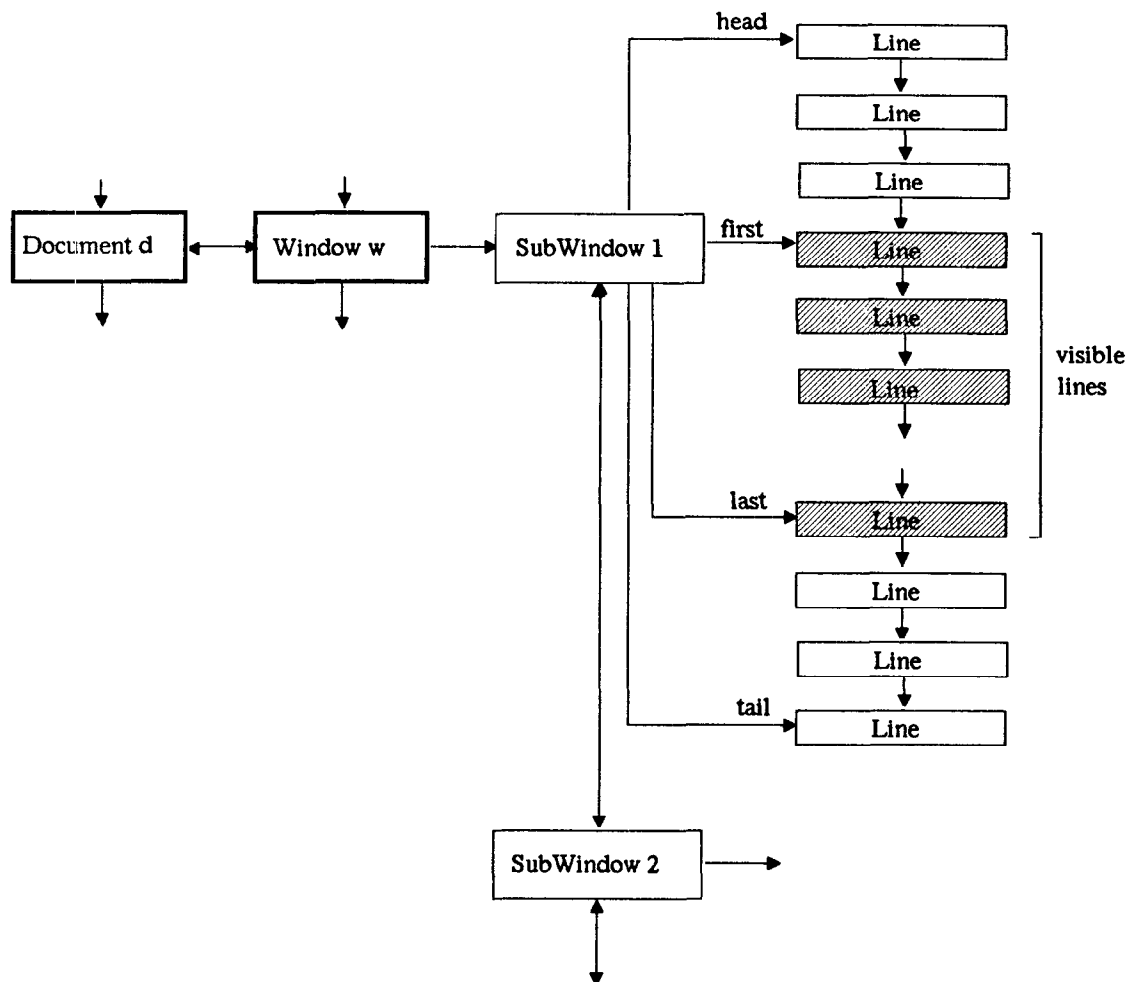 head
Line
Line
Line
Document d
Window w
SubWindow 1
first
Line
Line
Line
visible
lines
last
Line
Line
Line
tail
Line
SubWindow 2